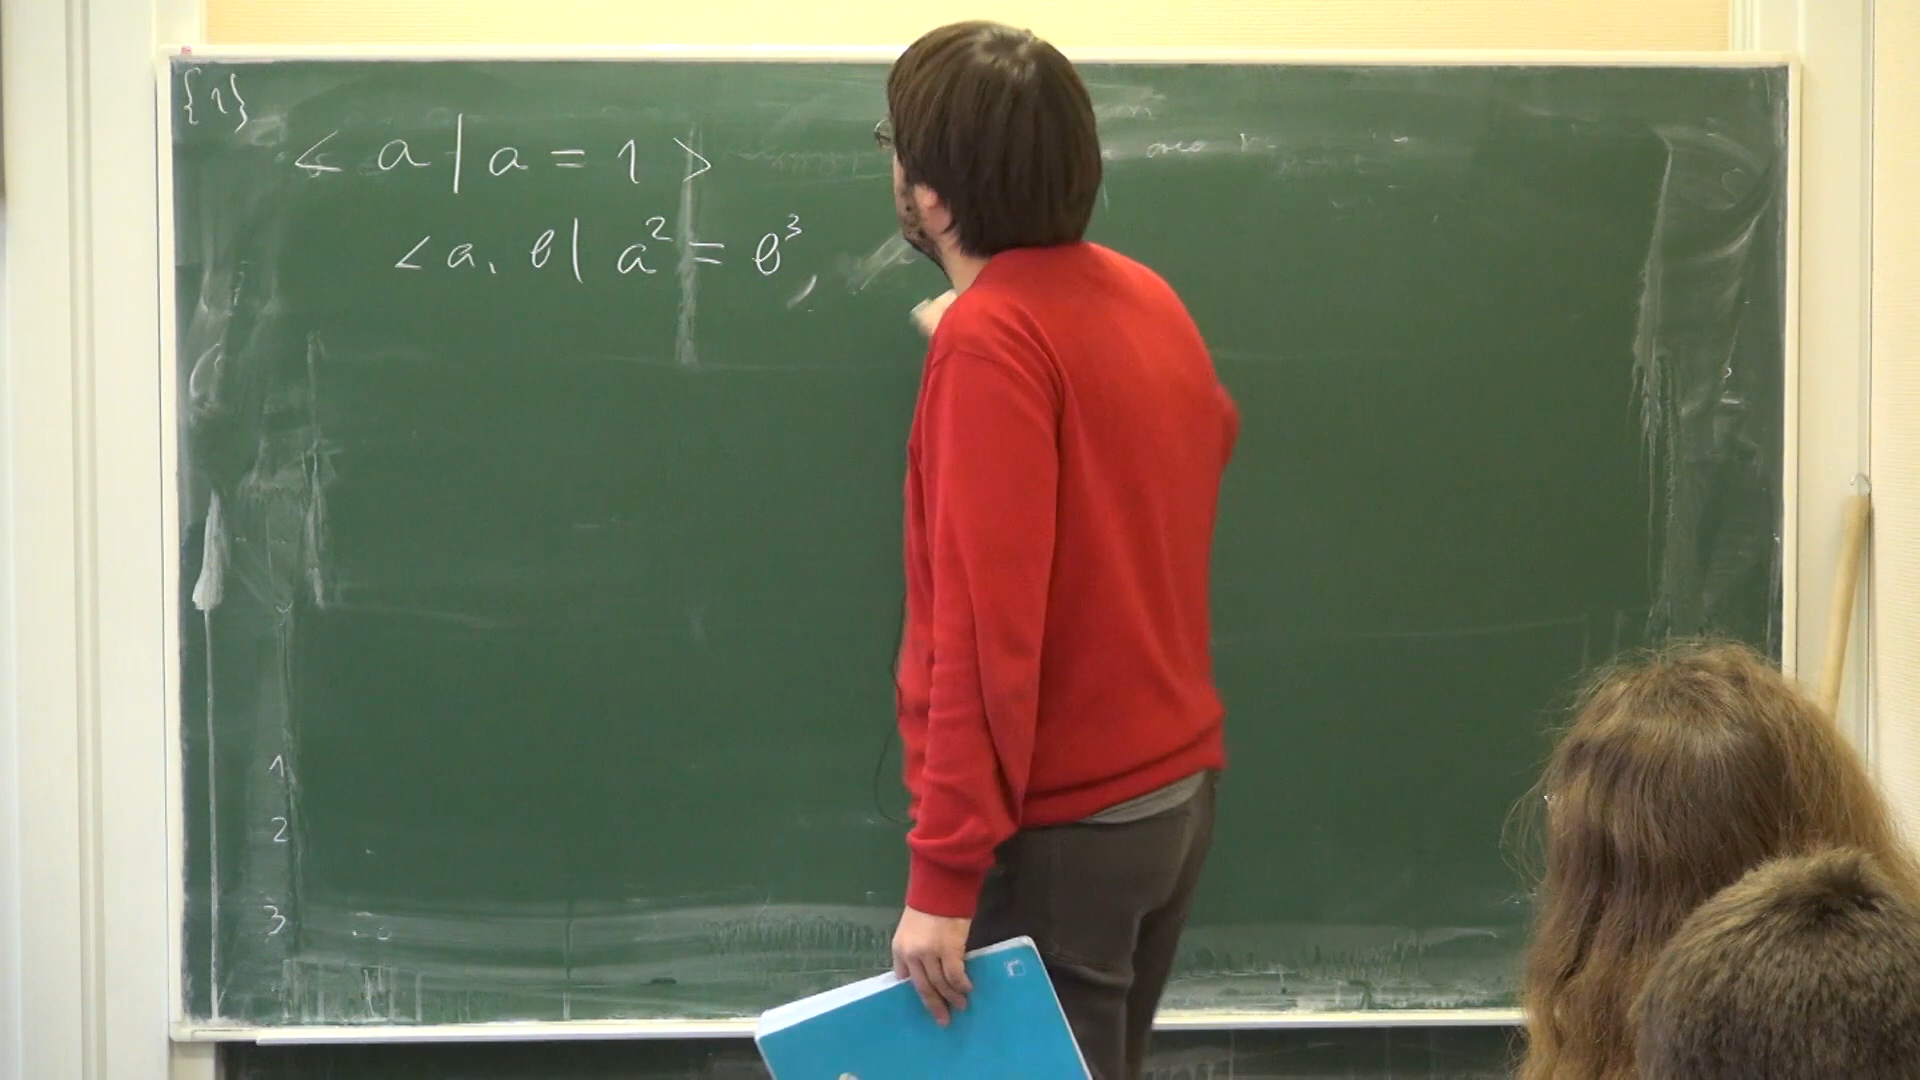 {1}
< a | a = 1 >
< a, b | a² = b³,
1
2
3